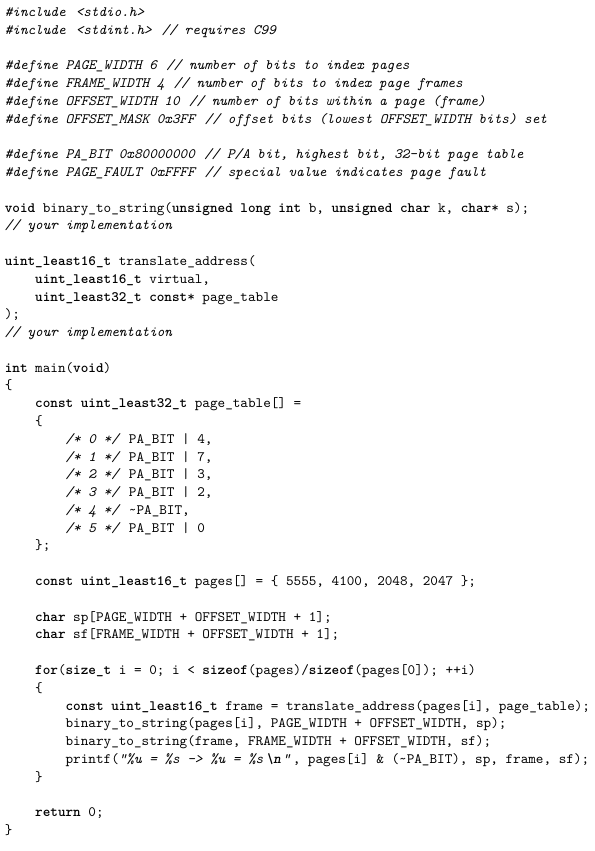 #include <stdio.h>
#include <stdint.h> // requires C99

#define PAGE_WIDTH 6 // number of bits to index pages
#define FRAME_WIDTH 4 // number of bits to index page frames
#define OFFSET_WIDTH 10 // number of bits within a page (frame)
#define OFFSET_MASK 0x3FF // offset bits (lowest OFFSET_WIDTH bits) set

#define PA_BIT 0x80000000 // P/A bit, highest bit, 32-bit page table
#define PAGE_FAULT 0xFFFF // special value indicates page fault

void binary_to_string(unsigned long int b, unsigned char k, char* s);
// your implementation

uint_least16_t translate_address(
    uint_least16_t virtual,
    uint_least32_t const* page_table
);
// your implementation

int main(void)
{
    const uint_least32_t page_table[] =
    {
        /* 0 */ PA_BIT | 4,
        /* 1 */ PA_BIT | 7,
        /* 2 */ PA_BIT | 3,
        /* 3 */ PA_BIT | 2,
        /* 4 */ ~PA_BIT,
        /* 5 */ PA_BIT | 0
    };

    const uint_least16_t pages[] = { 5555, 4100, 2048, 2047 };

    char sp[PAGE_WIDTH + OFFSET_WIDTH + 1];
    char sf[FRAME_WIDTH + OFFSET_WIDTH + 1];

    for(size_t i = 0; i < sizeof(pages)/sizeof(pages[0]); ++i)
    {
        const uint_least16_t frame = translate_address(pages[i], page_table);
        binary_to_string(pages[i], PAGE_WIDTH + OFFSET_WIDTH, sp);
        binary_to_string(frame, FRAME_WIDTH + OFFSET_WIDTH, sf);
        printf("%u = %s -> %u = %s\n", pages[i] & (~PA_BIT), sp, frame, sf);
    }

    return 0;
}